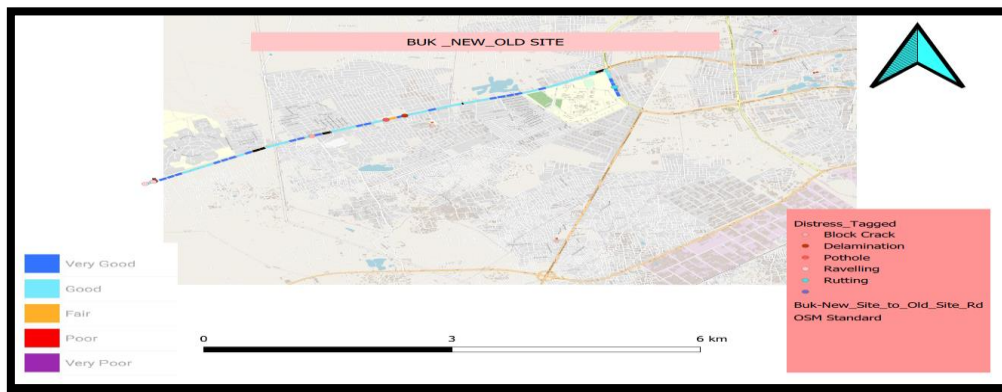 BUK _NEW_OLD SITE
Distress_Tagged
Block Crack
Delamination
Pothole
Ravelling
Rutting
Buk-New_Site_to_Old_Site_Rd
OSM Standard
Very Good
Good
Fair
Poor
Very Poor
0 3 6 km